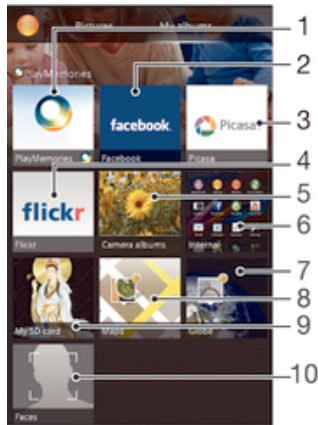 Pictures My albums
PlayMemories
facebook.
Picasa.
PlayMemories Facebook Picasa
flickr
Flickr Camera albums Internal
My SD card Maps Globe
Faces
1
2
3
4
5
6
7
8
9
10